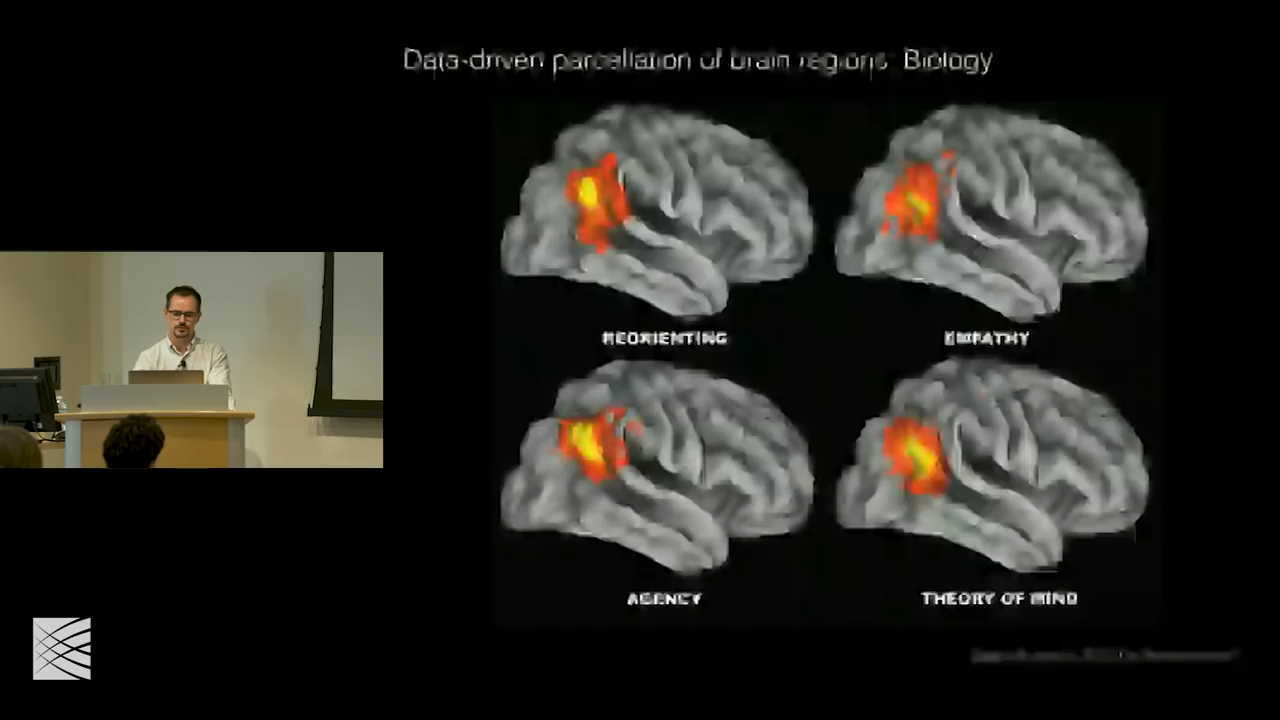 Data-driven parcellation of brain regions: Biology
REORIENTING
EMPATHY
AGENCY
THEORY OF MIND